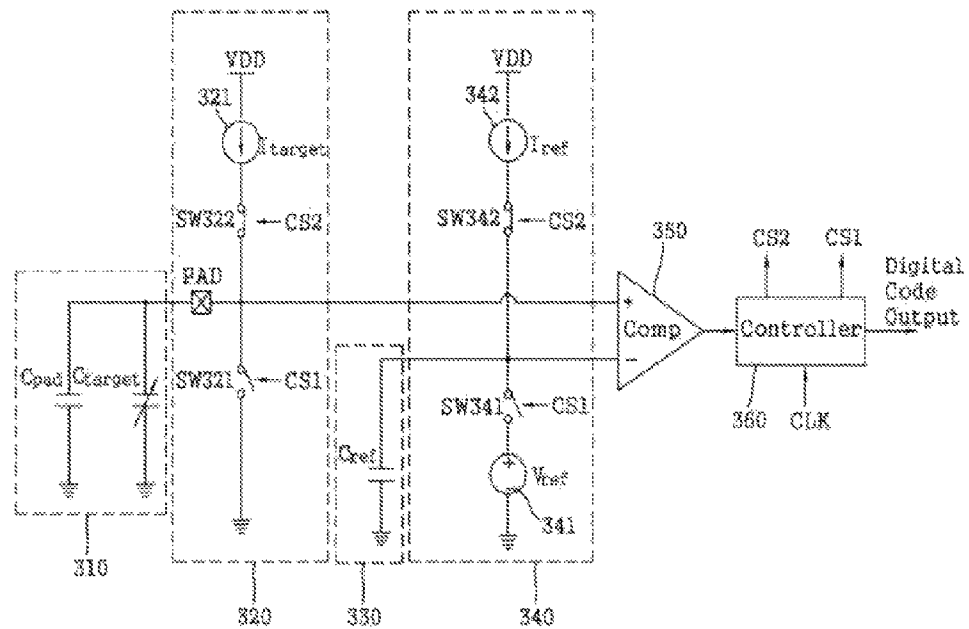 VDD
VDD
321
342
Itarget
Iref
SW322
CS2
SW342
CS2
350
CS2
CS1
PAD
Digital
Code
Output
+
Comp
Controller
−
Cpad
Ctarget
SW321
CS1
SW341
CS1
360
CLK
Cref
+
Vref
341
310
320
330
340